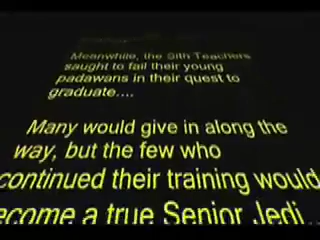 Meanwhile, the Sith Teachers
saught to fail their young
padawans in their quest to
graduate....
Many would give in along the
way, but the few who
continued their training would
become a true Senior Jedi...